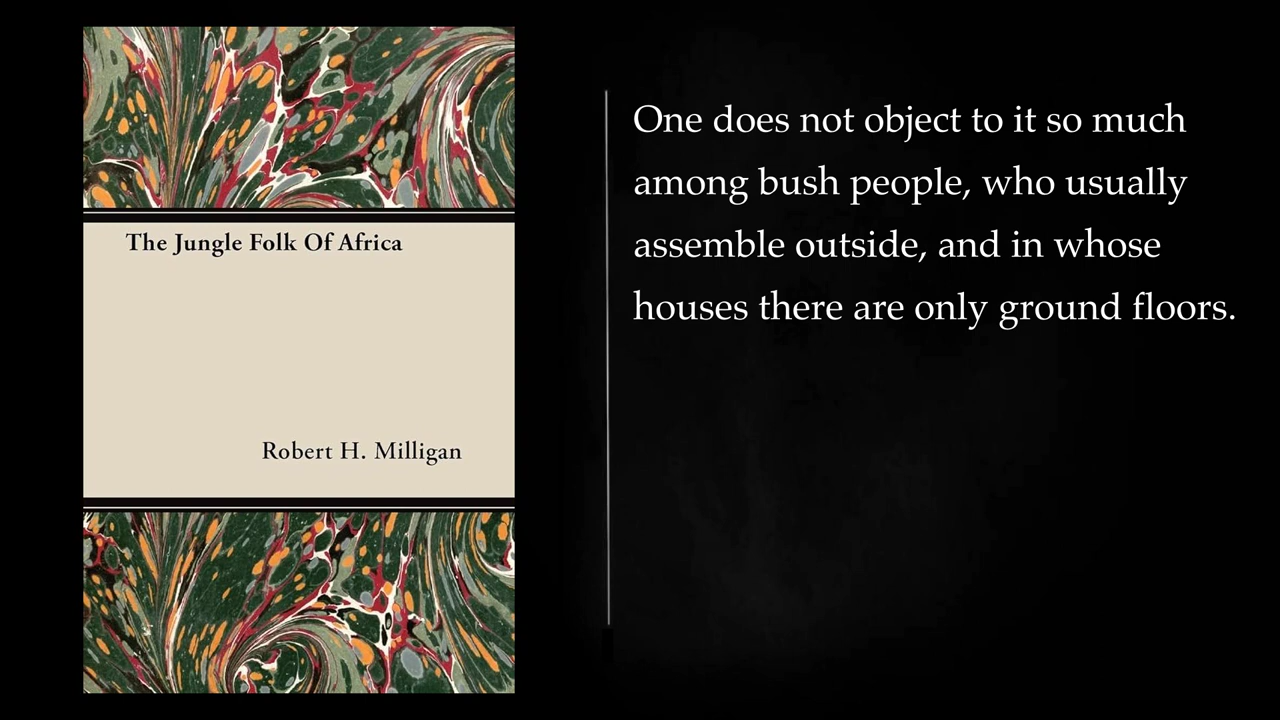 The Jungle Folk Of Africa
Robert H. Milligan
One does not object to it so much
among bush people, who usually
assemble outside, and in whose
houses there are only ground floors.